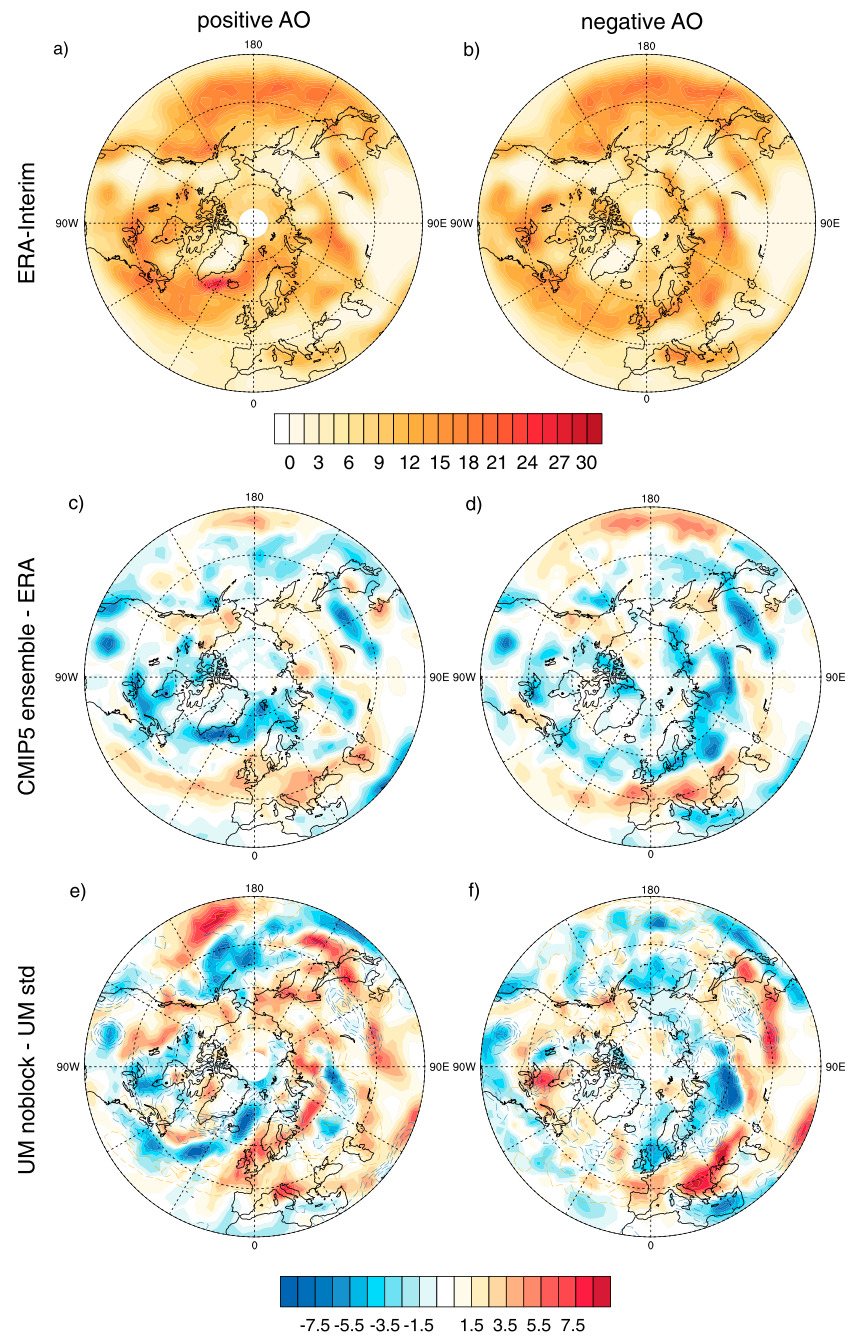 positive AO negative AO
a) 180 b) 180
ERA-Interim
90W 90E 90W 90E
0 0
0 3 6 9 12 15 18 21 24 27 30
c) 180 d) 180
CMIP5 ensemble - ERA
90W 90E 90W 90E
0 0
e) 180 f) 180
UM noblock - UM std
90W 90E 90W 90E
0 0
-7.5 -5.5 -3.5 -1.5 1.5 3.5 5.5 7.5